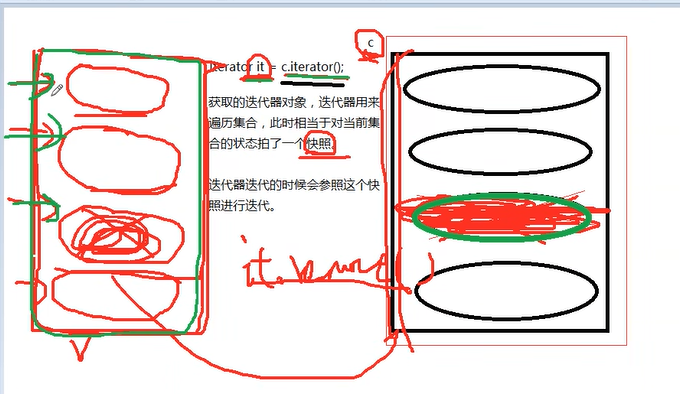 c
Iterator it = c.iterator();
获取的迭代器对象，迭代器用来
遍历集合，此时相当于对当前集
合的状态拍了一个快照。
迭代器迭代的时候会参照这个快
照进行迭代。